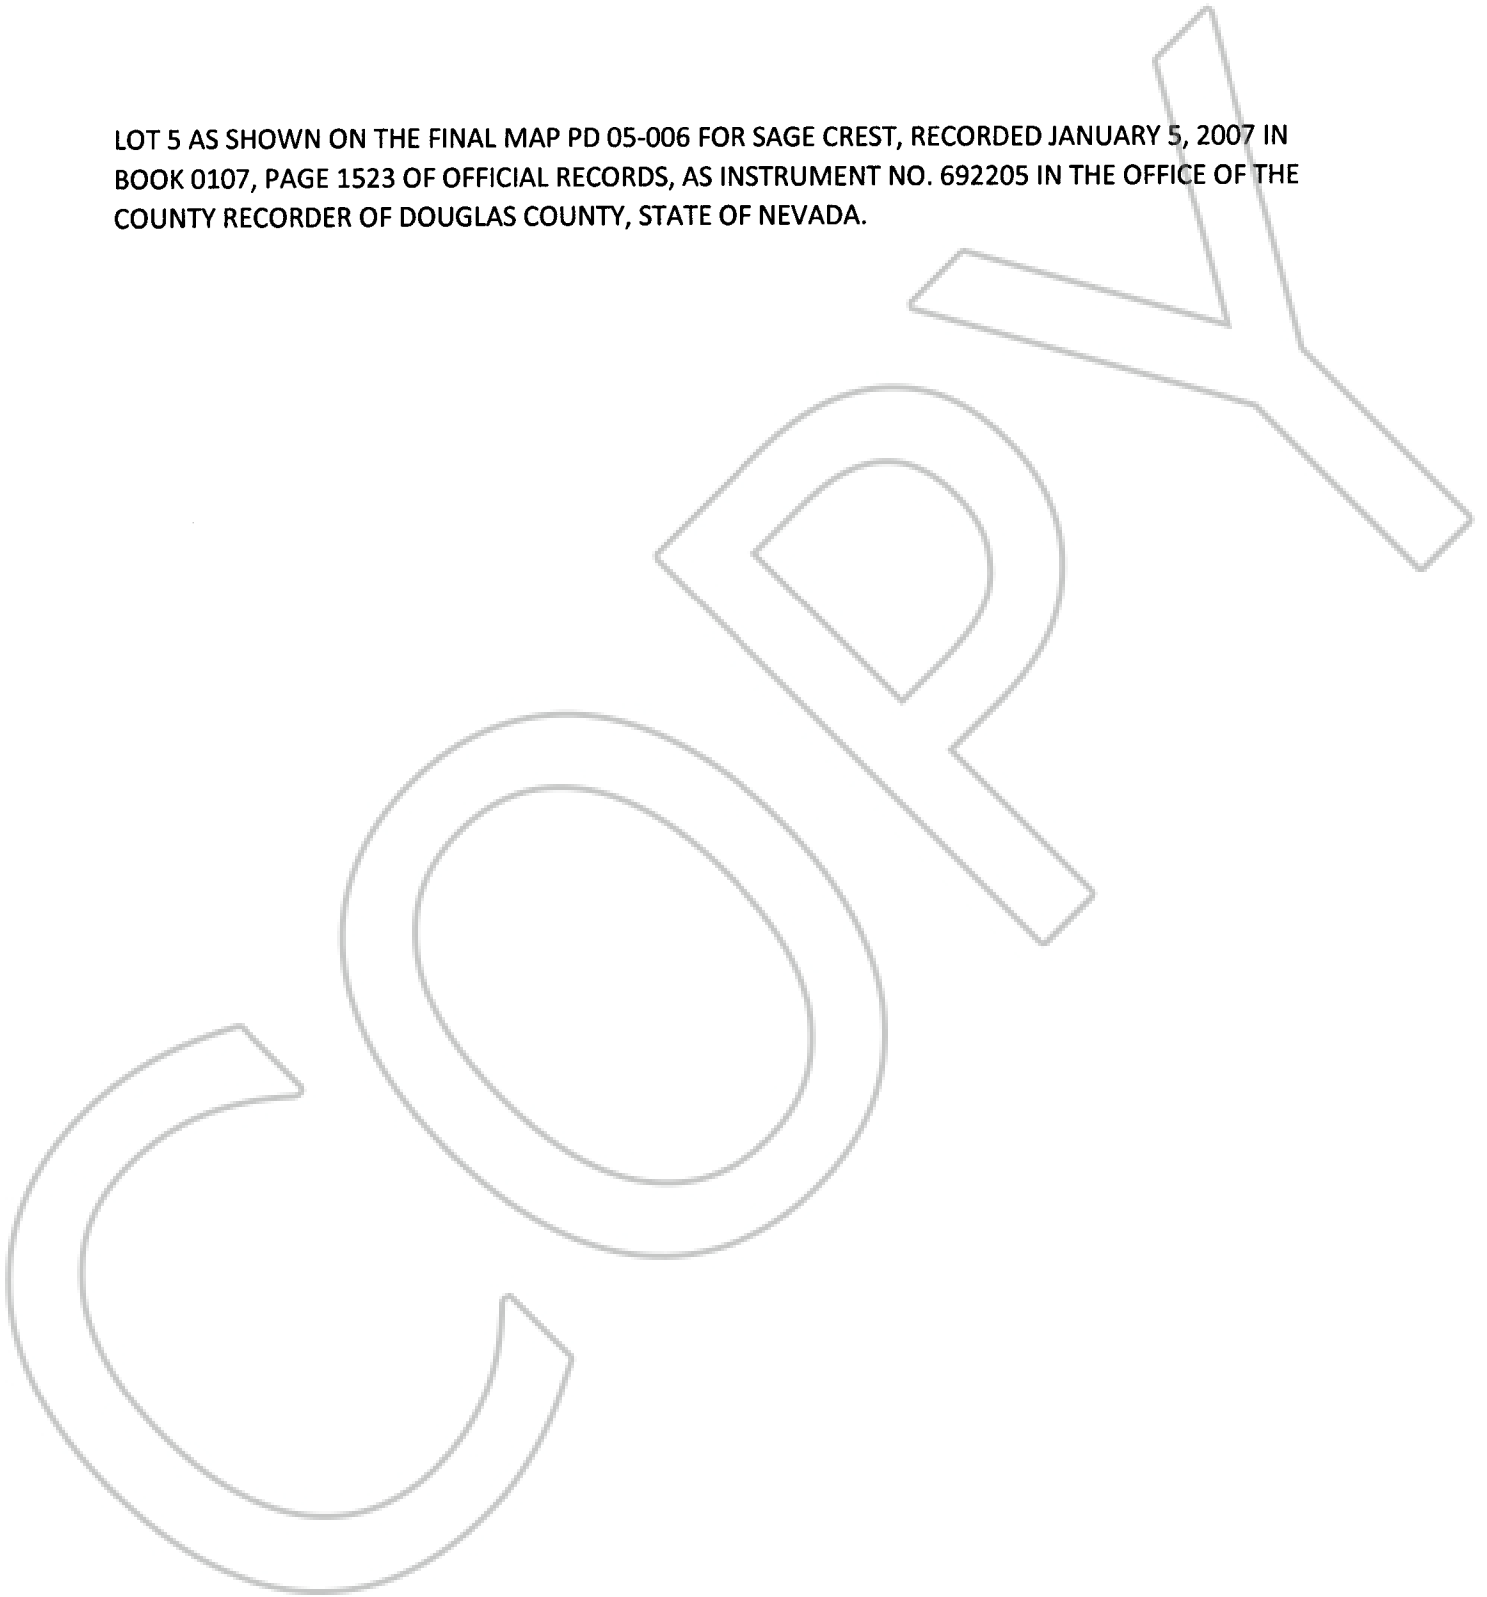 LOT 5 AS SHOWN ON THE FINAL MAP PD 05-006 FOR SAGE CREST, RECORDED JANUARY 5, 2007 IN
BOOK 0107, PAGE 1523 OF OFFICIAL RECORDS, AS INSTRUMENT NO. 692205 IN THE OFFICE OF THE
COUNTY RECORDER OF DOUGLAS COUNTY, STATE OF NEVADA.
COPY